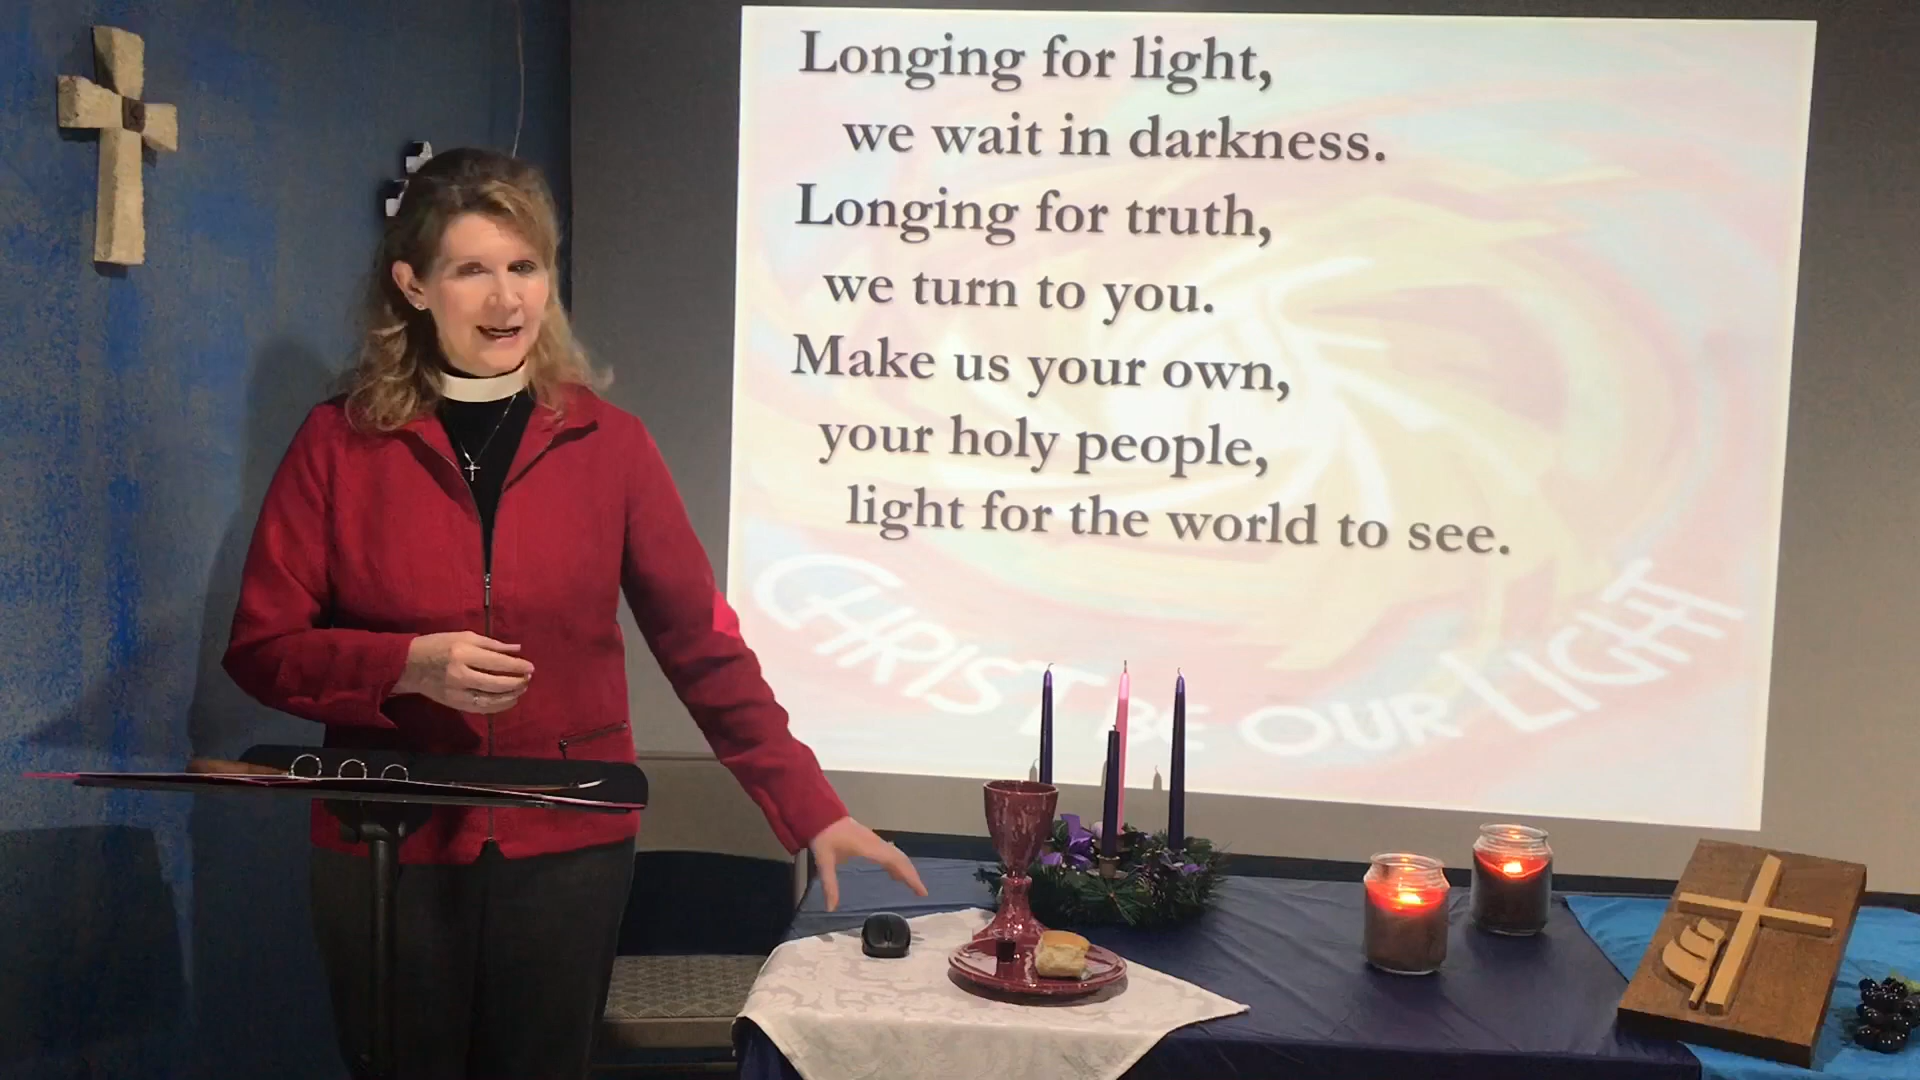 Longing for light,
we wait in darkness.
Longing for truth,
we turn to you.
Make us your own,
your holy people,
light for the world to see.
CHRIST BE OUR LIGHT